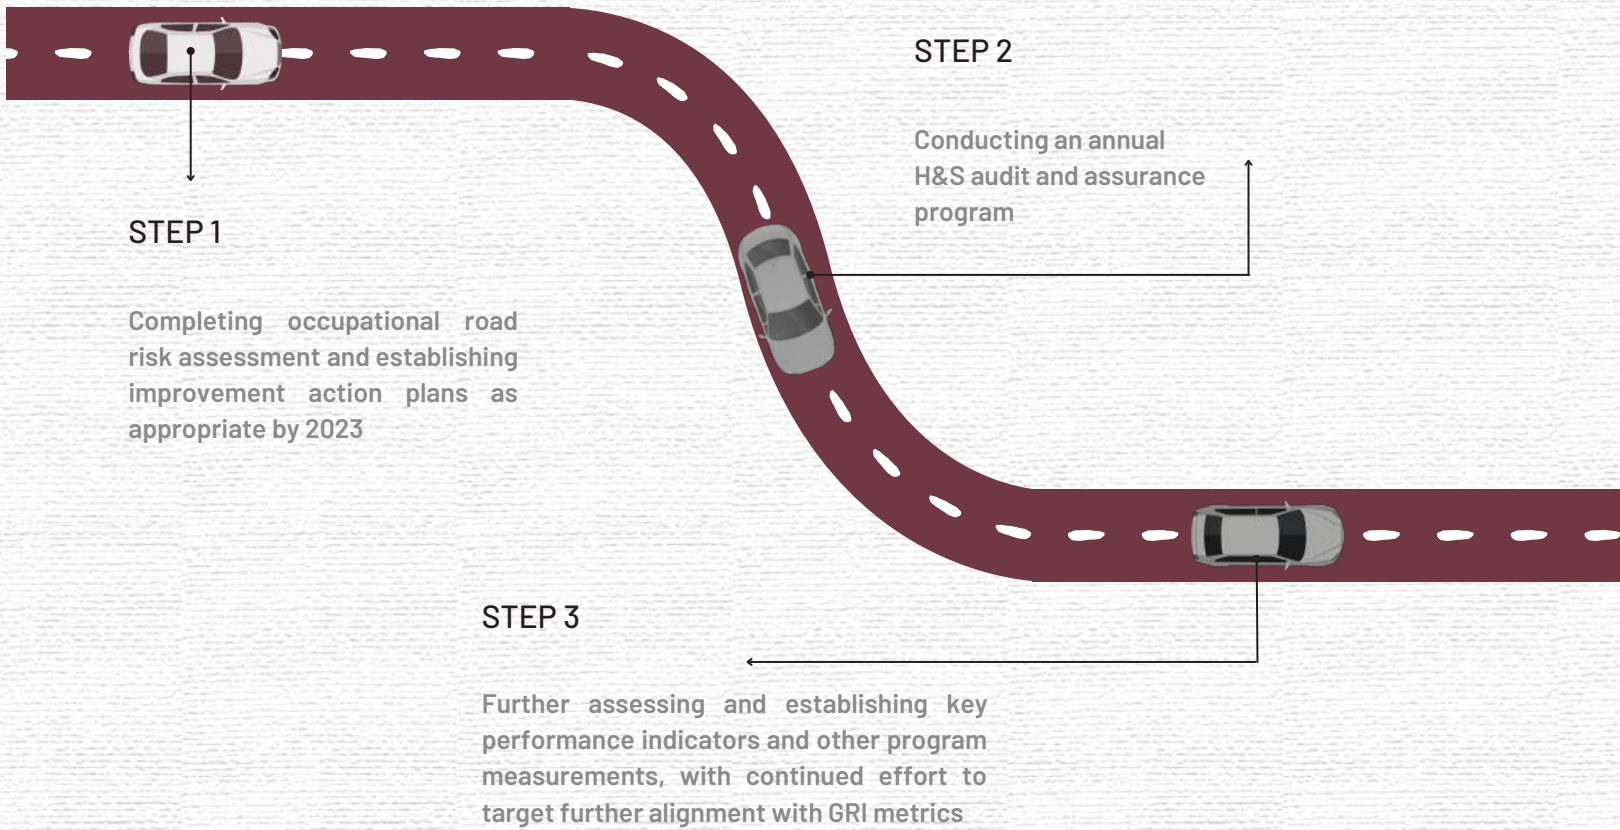 STEP 1
Completing occupational road
risk assessment and establishing
improvement action plans as
appropriate by 2023
STEP 2
Conducting an annual
H&S audit and assurance
program
STEP 3
Further assessing and establishing key
performance indicators and other program
measurements, with continued effort to
target further alignment with GRI metrics